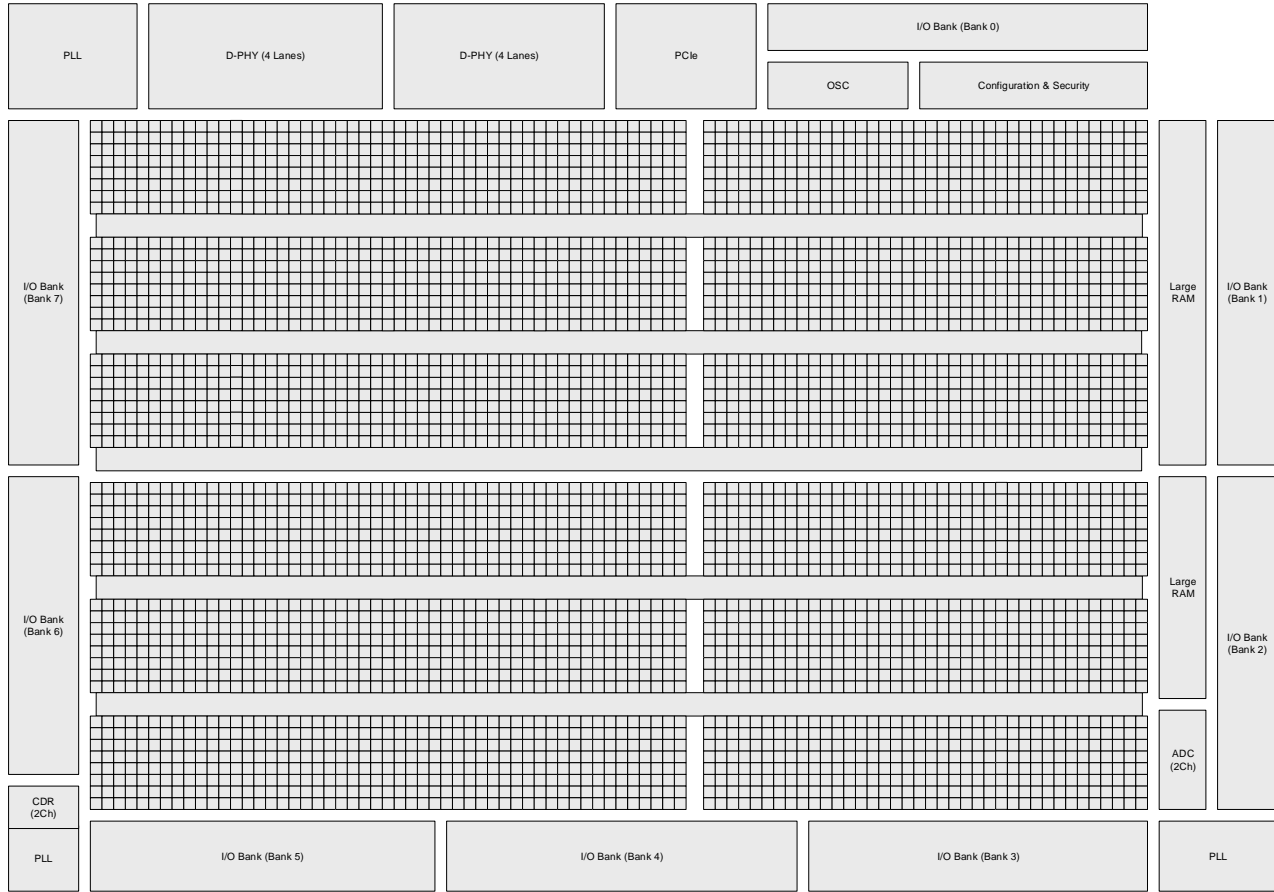 I/O Bank (Bank 0)
PLL
D-PHY (4 Lanes)
D-PHY (4 Lanes)
PCIe
OSC
Configuration & Security
I/O Bank
(Bank 7)
Large
RAM
I/O Bank
(Bank 1)
I/O Bank
(Bank 6)
Large
RAM
I/O Bank
(Bank 2)
ADC
(2Ch)
CDR
(2Ch)
PLL
I/O Bank (Bank 5)
I/O Bank (Bank 4)
I/O Bank (Bank 3)
PLL